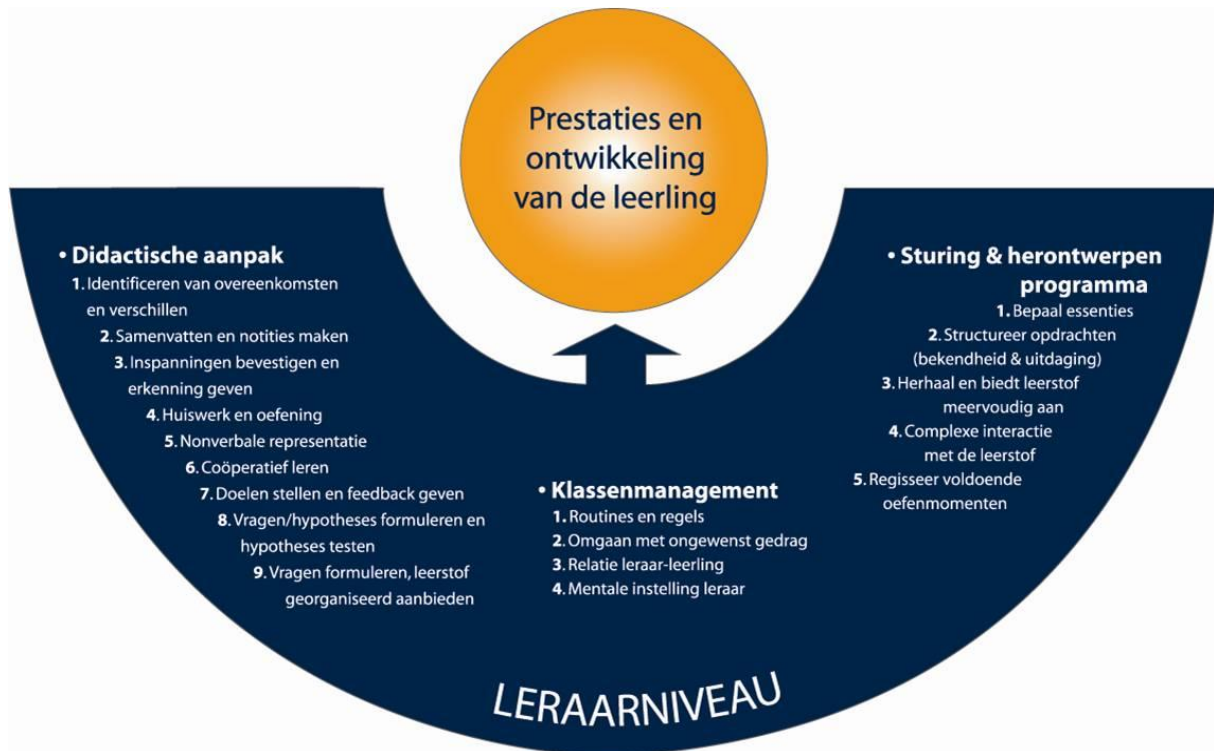 Prestaties en
ontwikkeling
van de leerling
• Didactische aanpak
1. Identificeren van overeenkomsten
en verschillen
2. Samenvatten en notities maken
3. Inspanningen bevestigen en
erkenning geven
4. Huiswerk en oefening
5. Nonverbale representatie
6. Coöperatief leren
7. Doelen stellen en feedback geven
8. Vragen/hypotheses formuleren en
hypotheses testen
9. Vragen formuleren, leerstof
georganiseerd aanbieden
• Klassenmanagement
1. Routines en regels
2. Omgaan met ongewenst gedrag
3. Relatie leraar-leerling
4. Mentale instelling leraar
• Sturing & herontwerpen
programma
1. Bepaal essenties
2. Structureer opdrachten
(bekendheid & uitdaging)
3. Herhaal en biedt leerstof
meervoudig aan
4. Complexe interactie
met de leerstof
5. Regisseer voldoende
oefenmomenten
LERAARNIVEAU